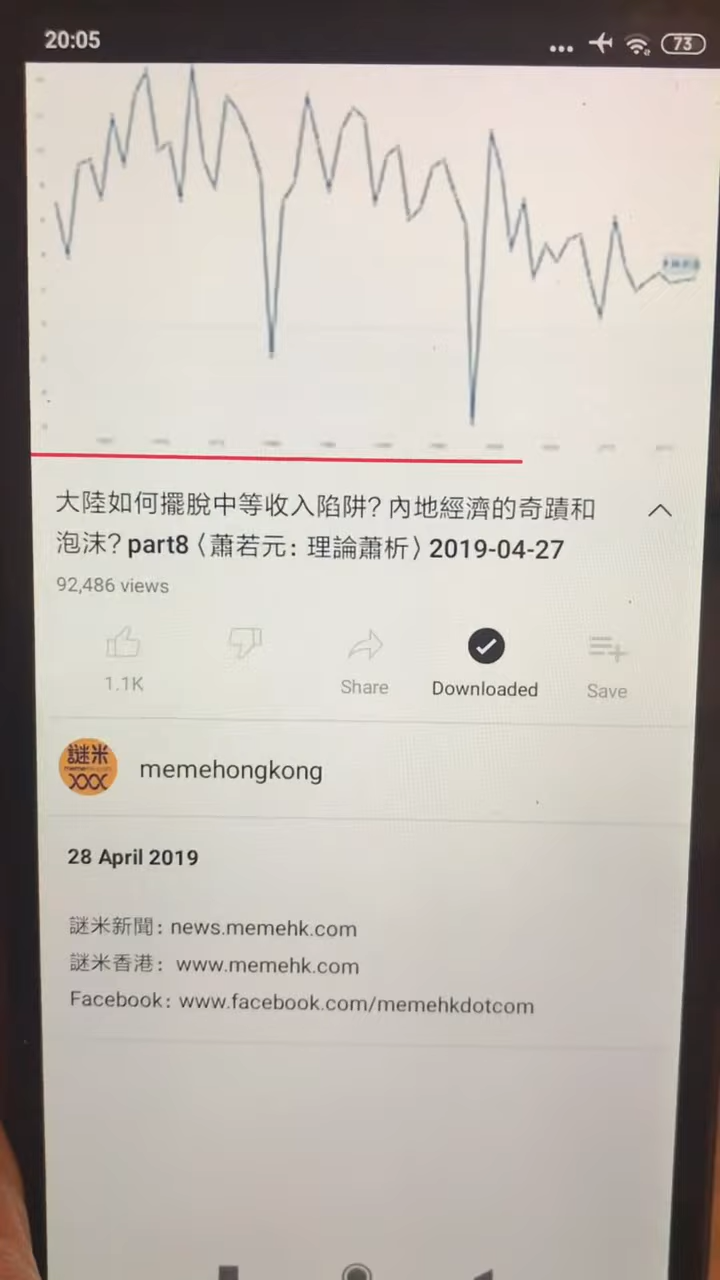 20:05
73
大陸如何擺脫中等收入陷阱? 內地經濟的奇蹟和
泡沫? part8〈蕭若元：理論蕭析〉2019-04-27
92,486 views
1.1K
Share
Downloaded
Save
謎米
memehongkong
28 April 2019
謎米新聞: news.memehk.com
謎米香港: www.memehk.com
Facebook: www.facebook.com/memehkdotcom